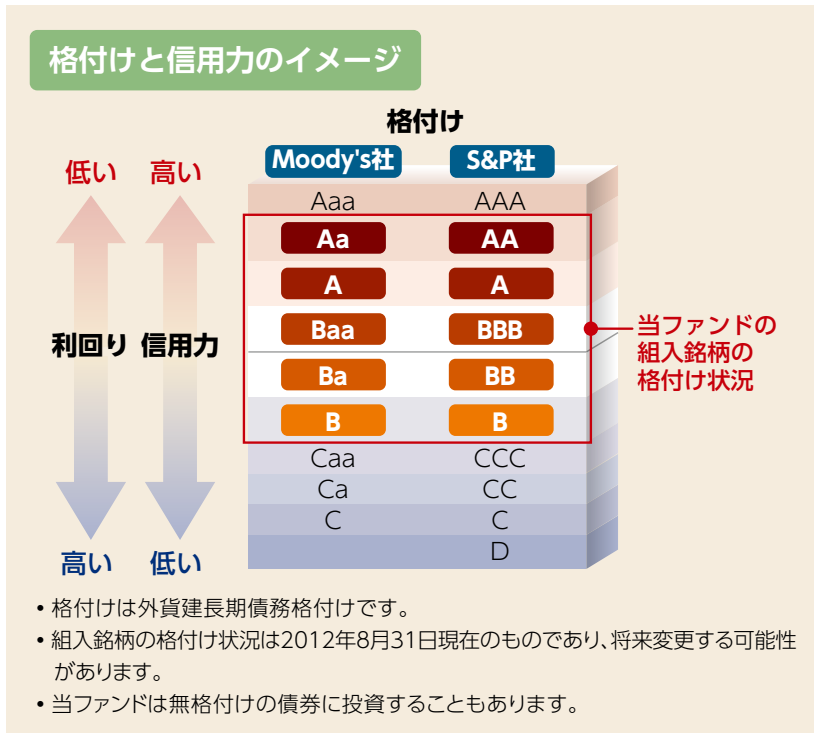 格付けと信用力のイメージ
格付け
Moody's社 S&P社
低い 高い
Aaa AAA
Aa AA
A A
Baa BBB
利回り 信用力
Ba BB
B B
当ファンドの
組入銘柄の
格付け状況
Caa CCC
Ca CC
C C
D
高い 低い
・格付けは外貨建長期債務格付けです。
・組入銘柄の格付け状況は2012年8月31日現在のものであり、将来変更する可能性
があります。
・当ファンドは無格付けの債券に投資することもあります。